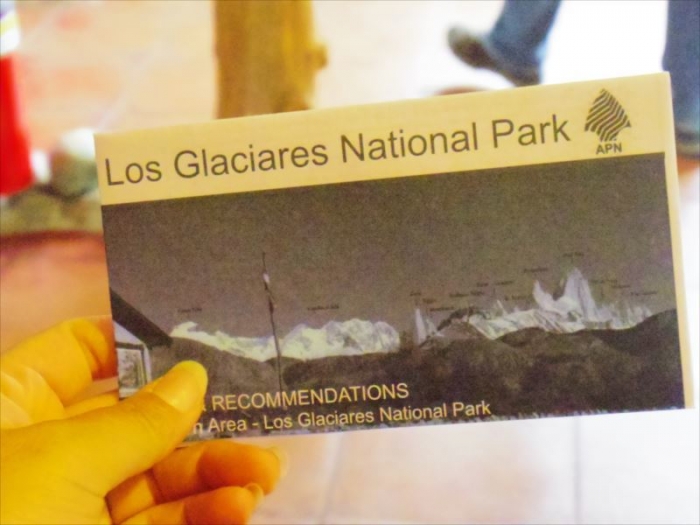 Los Glaciares National Park
APN
RECOMMENDATIONS
Area - Los Glaciares National Park